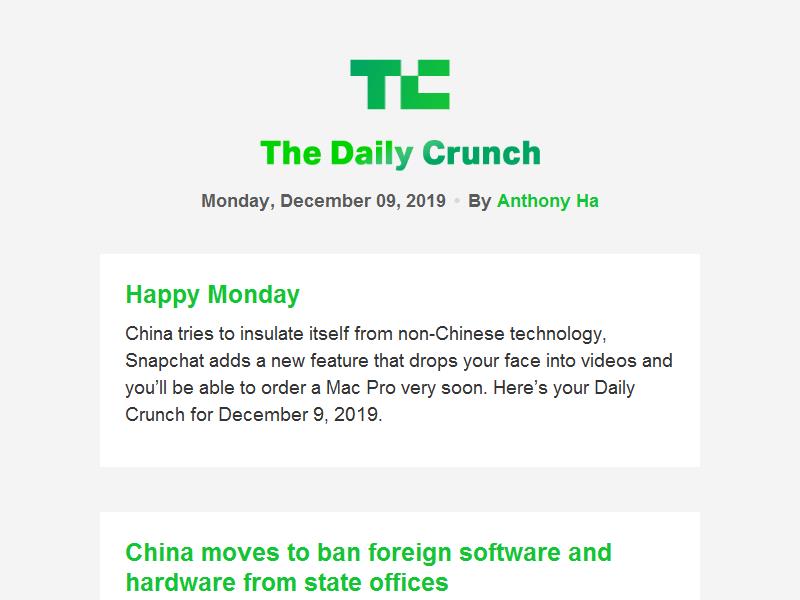 TC
The Daily Crunch
Monday, December 09, 2019 • By Anthony Ha
Happy Monday
China tries to insulate itself from non-Chinese technology,
Snapchat adds a new feature that drops your face into videos and
you’ll be able to order a Mac Pro very soon. Here’s your Daily
Crunch for December 9, 2019.
China moves to ban foreign software and
hardware from state offices